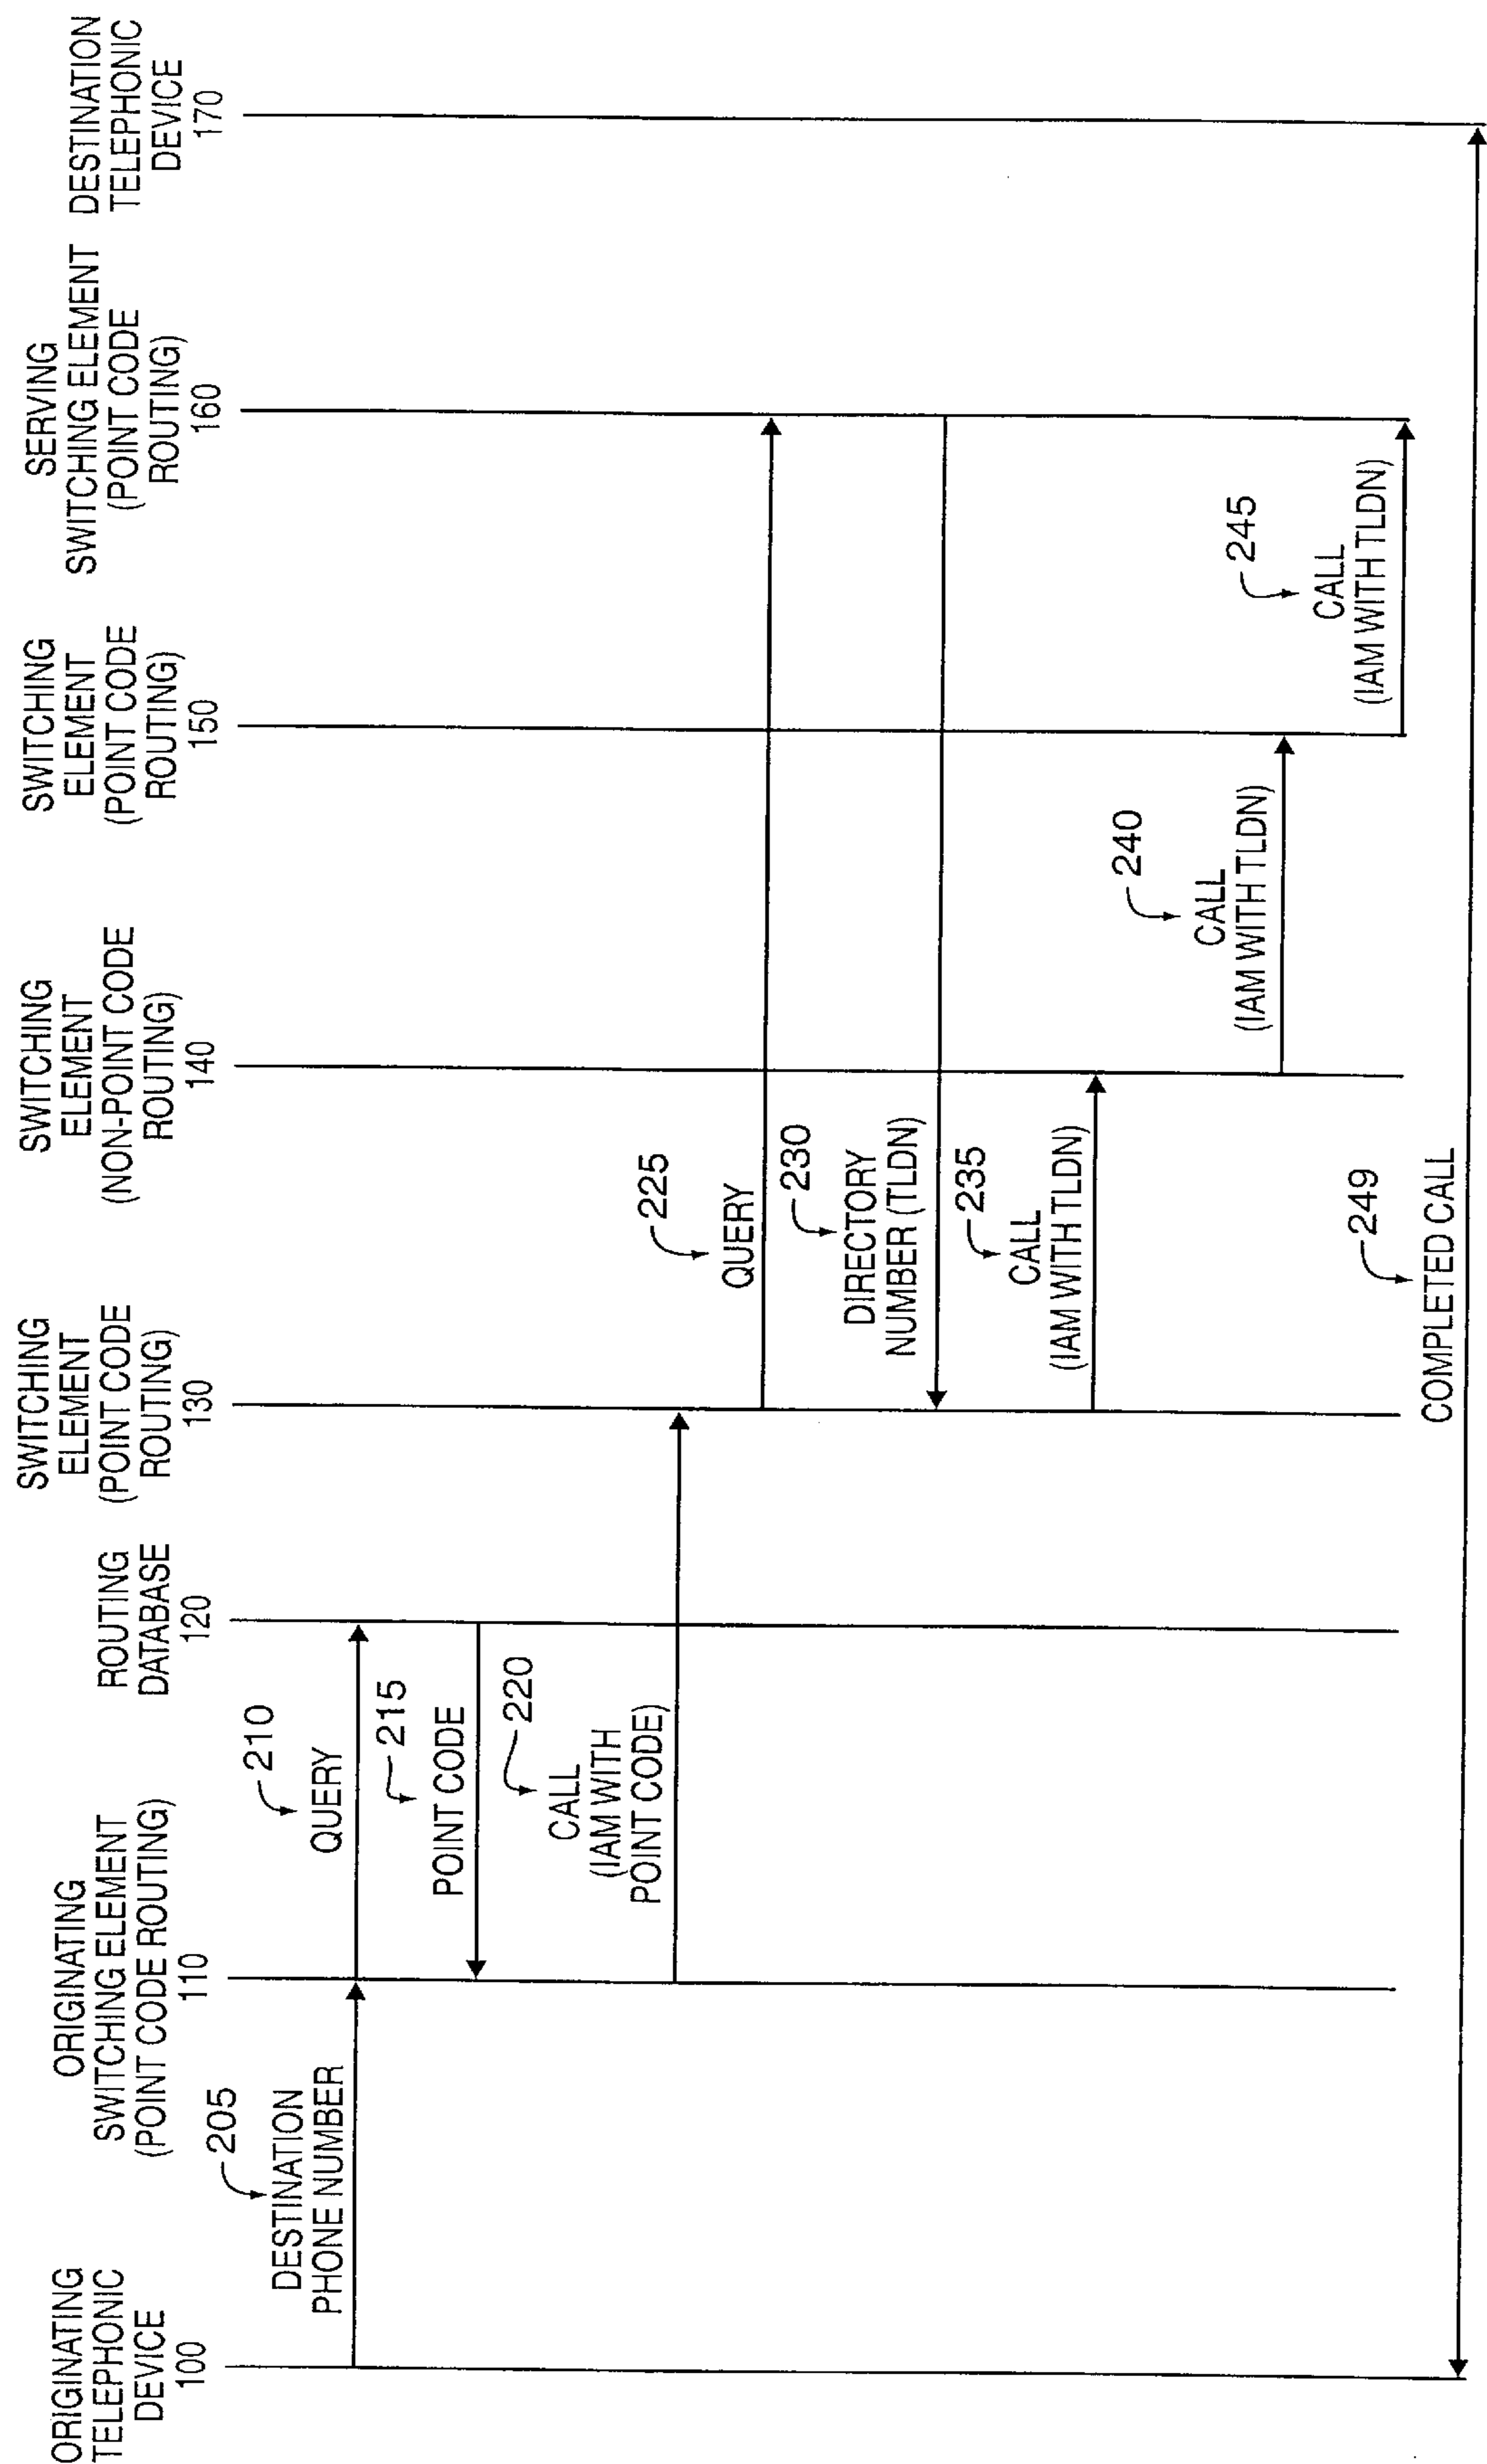 ORIGINATING
TELEPHONIC
DEVICE
100
ORIGINATING
SWITCHING ELEMENT
(POINT CODE ROUTING)
110
ROUTING
DATABASE
120
SWITCHING
ELEMENT
(POINT CODE
ROUTING)
130
SWITCHING
ELEMENT
(NON-POINT CODE
ROUTING)
140
SWITCHING
ELEMENT
(POINT CODE
ROUTING)
150
SERVING
SWITCHING ELEMENT
(POINT CODE
ROUTING)
160
DESTINATION
TELEPHONIC
DEVICE
170
205
DESTINATION
PHONE NUMBER
210
QUERY
215
POINT CODE
220
CALL
(IAM WITH
POINT CODE)
225
QUERY
230
DIRECTORY
NUMBER (TLDN)
235
CALL
(IAM WITH TLDN)
240
CALL
(IAM WITH TLDN)
245
CALL
(IAM WITH TLDN)
249
COMPLETED CALL